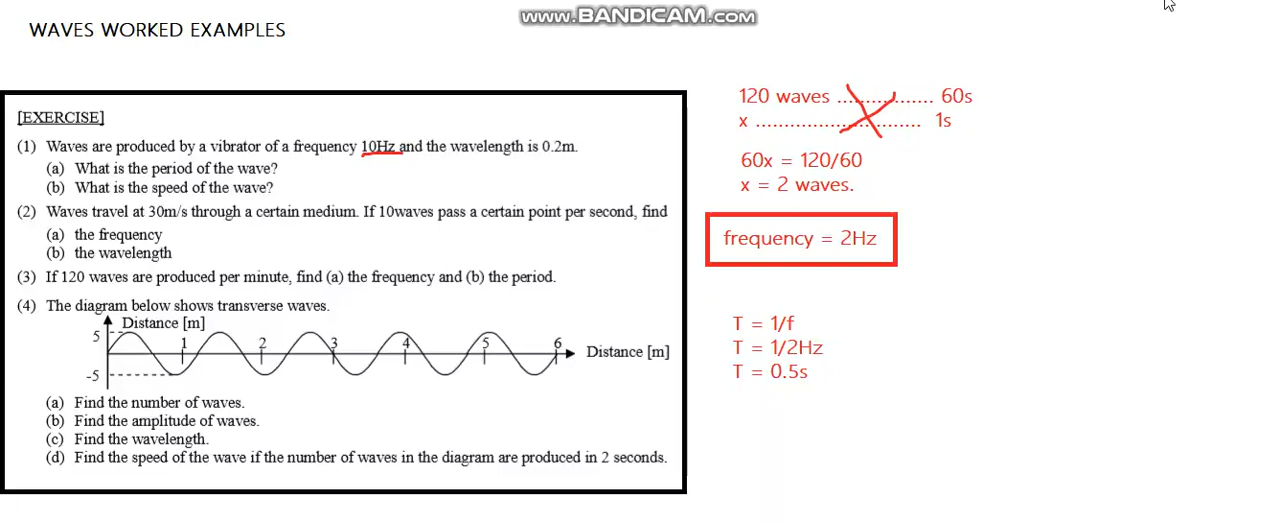 www.BANDICAM.com
WAVES WORKED EXAMPLES
[EXERCISE]
(1) Waves are produced by a vibrator of a frequency 10Hz and the wavelength is 0.2m.
(a) What is the period of the wave?
(b) What is the speed of the wave?
(2) Waves travel at 30m/s through a certain medium. If 10waves pass a certain point per second, find
(a) the frequency
(b) the wavelength
(3) If 120 waves are produced per minute, find (a) the frequency and (b) the period.
(4) The diagram below shows transverse waves.
Distance [m]
5
1 2 3 4 5 6
Distance [m]
-5
(a) Find the number of waves.
(b) Find the amplitude of waves.
(c) Find the wavelength.
(d) Find the speed of the wave if the number of waves in the diagram are produced in 2 seconds.
120 waves ................ 60s
x ............................ 1s
60x = 120/60
x = 2 waves.
frequency = 2Hz
T = 1/f
T = 1/2Hz
T = 0.5s